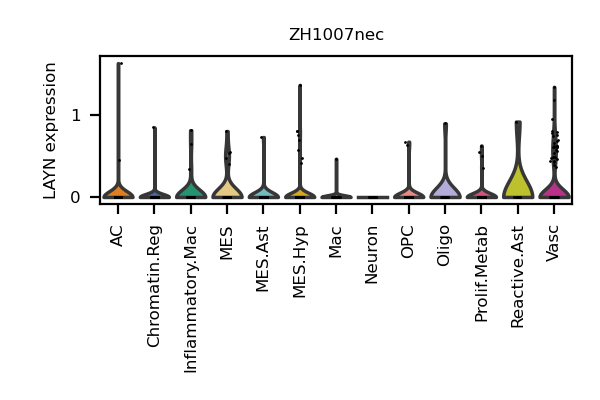 ZH1007nec
LAYN expression
1
0
AC
Chromatin.Reg
Inflammatory.Mac
MES
MES.Ast
MES.Hyp
Mac
Neuron
OPC
Oligo
Prolif.Metab
Reactive.Ast
Vasc